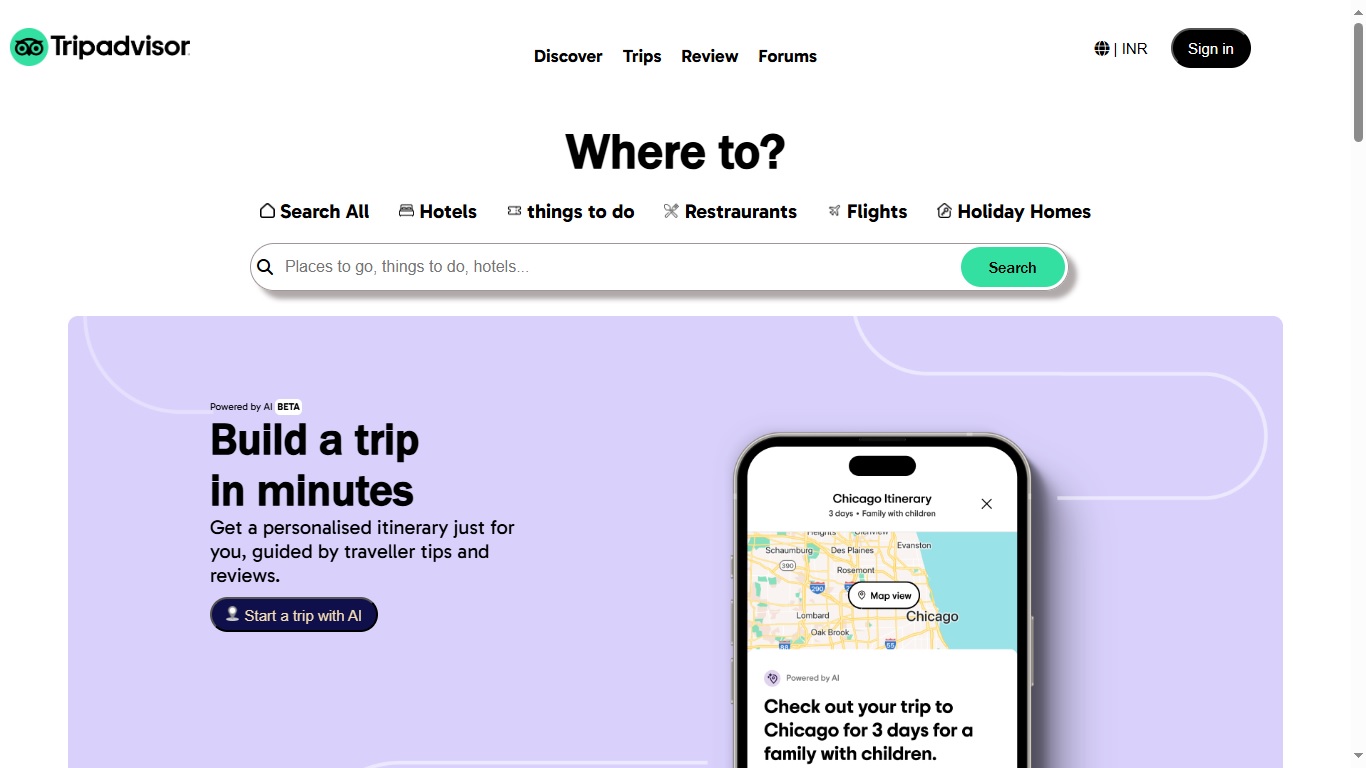 Tripadvisor
Discover Trips Review Forums
| INR
Sign in
Where to?
Search All Hotels things to do Restraurants Flights Holiday Homes
Places to go, things to do, hotels...
Search
Powered by AI BETA
Build a trip
in minutes
Get a personalised itinerary just for
you, guided by traveller tips and
reviews.
Start a trip with AI
Chicago Itinerary
3 days • Family with children
Heights Glenview
Schaumburg Des Plaines Evanston
390
Rosemont
290
Map view
Lombard
Chicago
Oak Brook
Powered by AI
Check out your trip to
Chicago for 3 days for a
family with children.